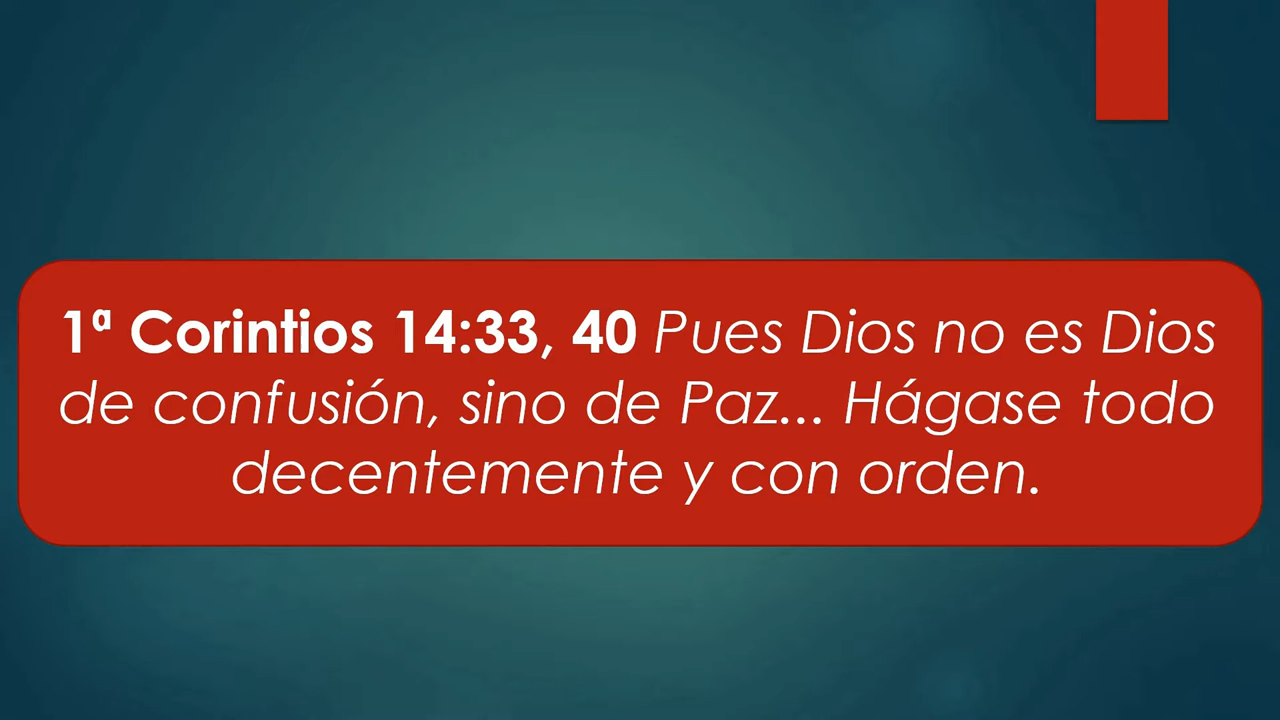 1ª Corintios 14:33, 40 Pues Dios no es Dios
de confusión, sino de Paz... Hágase todo
decentemente y con orden.